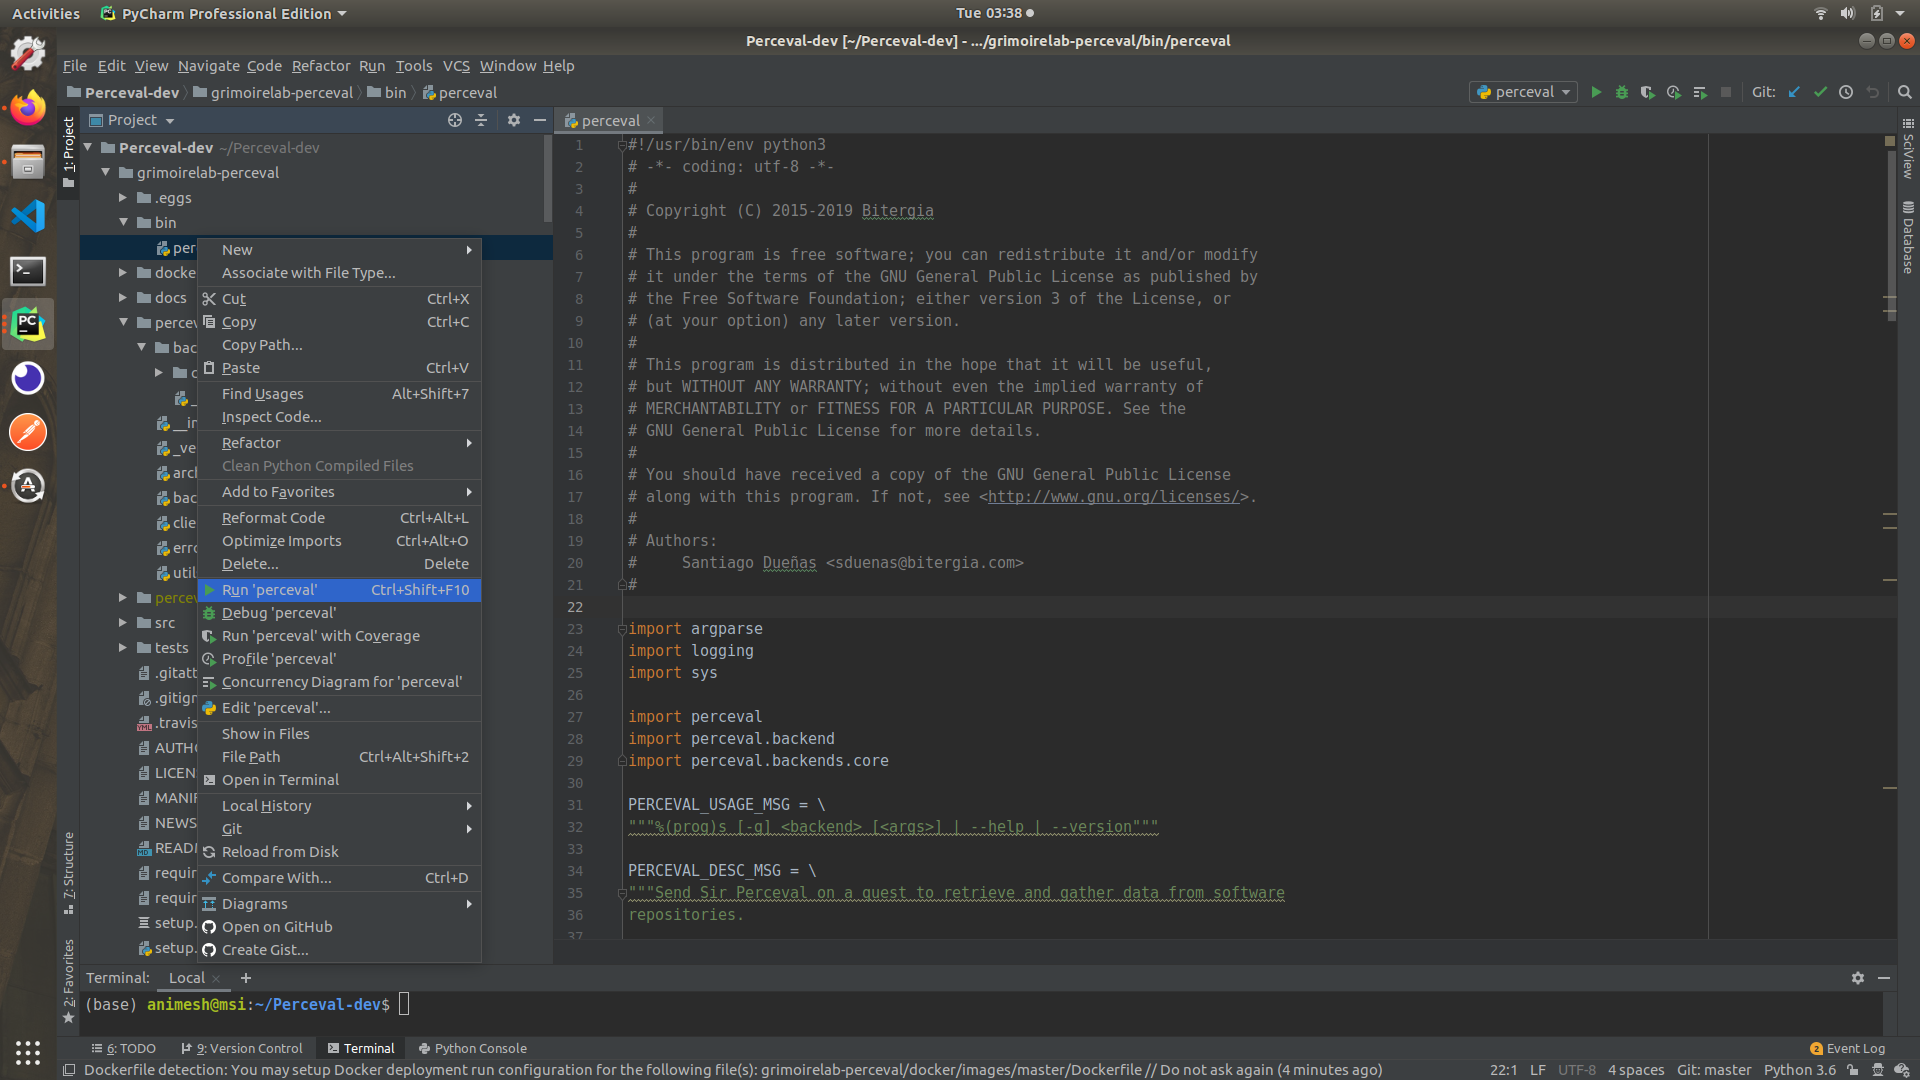 Activities PyCharm Professional Edition Tue 03:38
Perceval-dev [~/Perceval-dev] - .../grimoirelab-perceval/bin/perceval
File Edit View Navigate Code Refactor Run Tools VCS Window Help
Perceval-dev grimoirelab-perceval bin perceval perceval Git:
Project
perceval
1: Project
7: Structure
2: Favorites
SciView
Database
Perceval-dev ~/Perceval-dev
grimoirelab-perceval
.eggs
bin
per
docke
docs
percev
bac
c
_
__in
_ve
arch
bac
clie
erro
util
perce
src
tests
.gitatt
.gitign
.travis
AUTHO
LICEN
MANIF
NEWS
READ
requir
requir
setup.
setup.
New
Associate with File Type...
Cut Ctrl+X
Copy Ctrl+C
Copy Path...
Paste Ctrl+V
Find Usages Alt+Shift+7
Inspect Code...
Refactor
Clean Python Compiled Files
Add to Favorites
Reformat Code Ctrl+Alt+L
Optimize Imports Ctrl+Alt+O
Delete... Delete
Run 'perceval' Ctrl+Shift+F10
Debug 'perceval'
Run 'perceval' with Coverage
Profile 'perceval'
Concurrency Diagram for 'perceval'
Edit 'perceval'...
Show in Files
File Path Ctrl+Alt+Shift+2
Open in Terminal
Local History
Git
Reload from Disk
Compare With... Ctrl+D
Diagrams
Open on GitHub
Create Gist...
1 #!/usr/bin/env python3
2 # -*- coding: utf-8 -*-
3 #
4 # Copyright (C) 2015-2019 Bitergia
5 #
6 # This program is free software; you can redistribute it and/or modify
7 # it under the terms of the GNU General Public License as published by
8 # the Free Software Foundation; either version 3 of the License, or
9 # (at your option) any later version.
10 #
11 # This program is distributed in the hope that it will be useful,
12 # but WITHOUT ANY WARRANTY; without even the implied warranty of
13 # MERCHANTABILITY or FITNESS FOR A PARTICULAR PURPOSE. See the
14 # GNU General Public License for more details.
15 #
16 # You should have received a copy of the GNU General Public License
17 # along with this program. If not, see <http://www.gnu.org/licenses/>.
18 #
19 # Authors:
20 #     Santiago Dueñas <sduenas@bitergia.com>
21 #
22
23 import argparse
24 import logging
25 import sys
26
27 import perceval
28 import perceval.backend
29 import perceval.backends.core
30
31 PERCEVAL_USAGE_MSG = \
32 """%(prog)s [-g] <backend> [<args>] | --help | --version"""
33
34 PERCEVAL_DESC_MSG = \
35 """Send Sir Perceval on a quest to retrieve and gather data from software
36 repositories.
37
Terminal: Local +
(base) animesh@msi:~/Perceval-dev$
6: TODO 9: Version Control Terminal Python Console 2 Event Log
Dockerfile detection: You may setup Docker deployment run configuration for the following file(s): grimoirelab-perceval/docker/images/master/Dockerfile // Do not ask again (4 minutes ago) 22:1 LF UTF-8 4 spaces Git: master Python 3.6